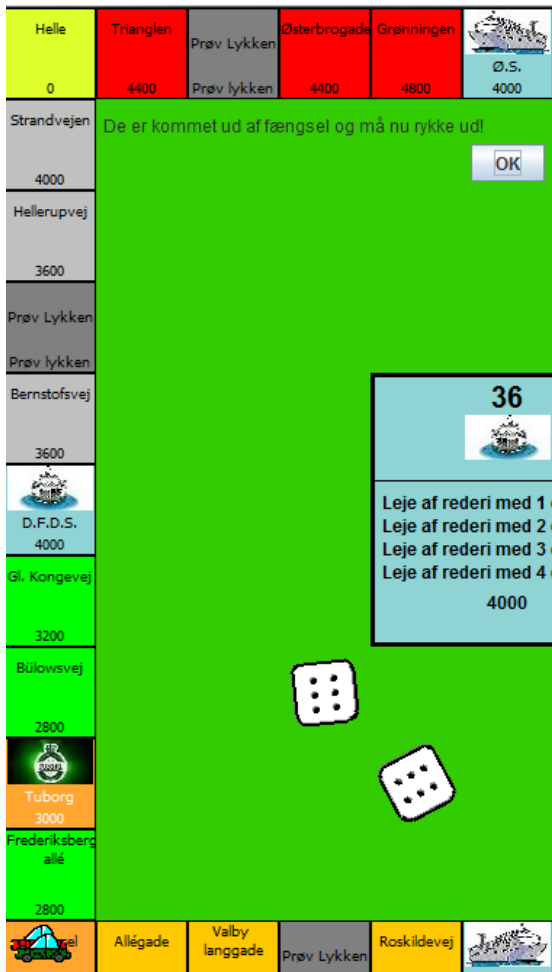 Helle
0
Trianglen
4400
Prøv Lykken
Prøv lykken
Østerbrogade
4400
Grønningen
4800
Ø.S.
4000
Strandvejen
4000
De er kommet ud af fængsel og må nu rykke ud!
OK
Hellerupvej
3600
Prøv Lykken
Prøv lykken
Bernstofsvej
3600
36
Leje af rederi med 1
Leje af rederi med 2
Leje af rederi med 3
Leje af rederi med 4
4000
D.F.D.S.
4000
Gl. Kongevej
3200
Bülowsvej
2800
Tuborg
3000
Frederiksberg
allé
2800
Allégade
Valby
langgade
Prøv Lykken
Roskildevej